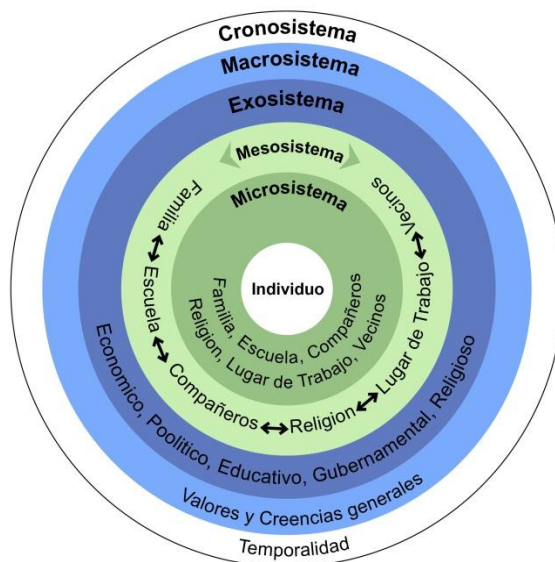 Cronosistema
Macrosistema
Exosistema
Mesosistema
Microsistema
Individuo
Familia, Escuela, Compañeros
Religion, Lugar de Trabajo, Vecinos
Familia
Escuela
Compañeros
Religion
Lugar de Trabajo
Vecinos
Economico, Poolitico, Educativo, Gubernamental, Religioso
Valores y Creencias generales
Temporalidad